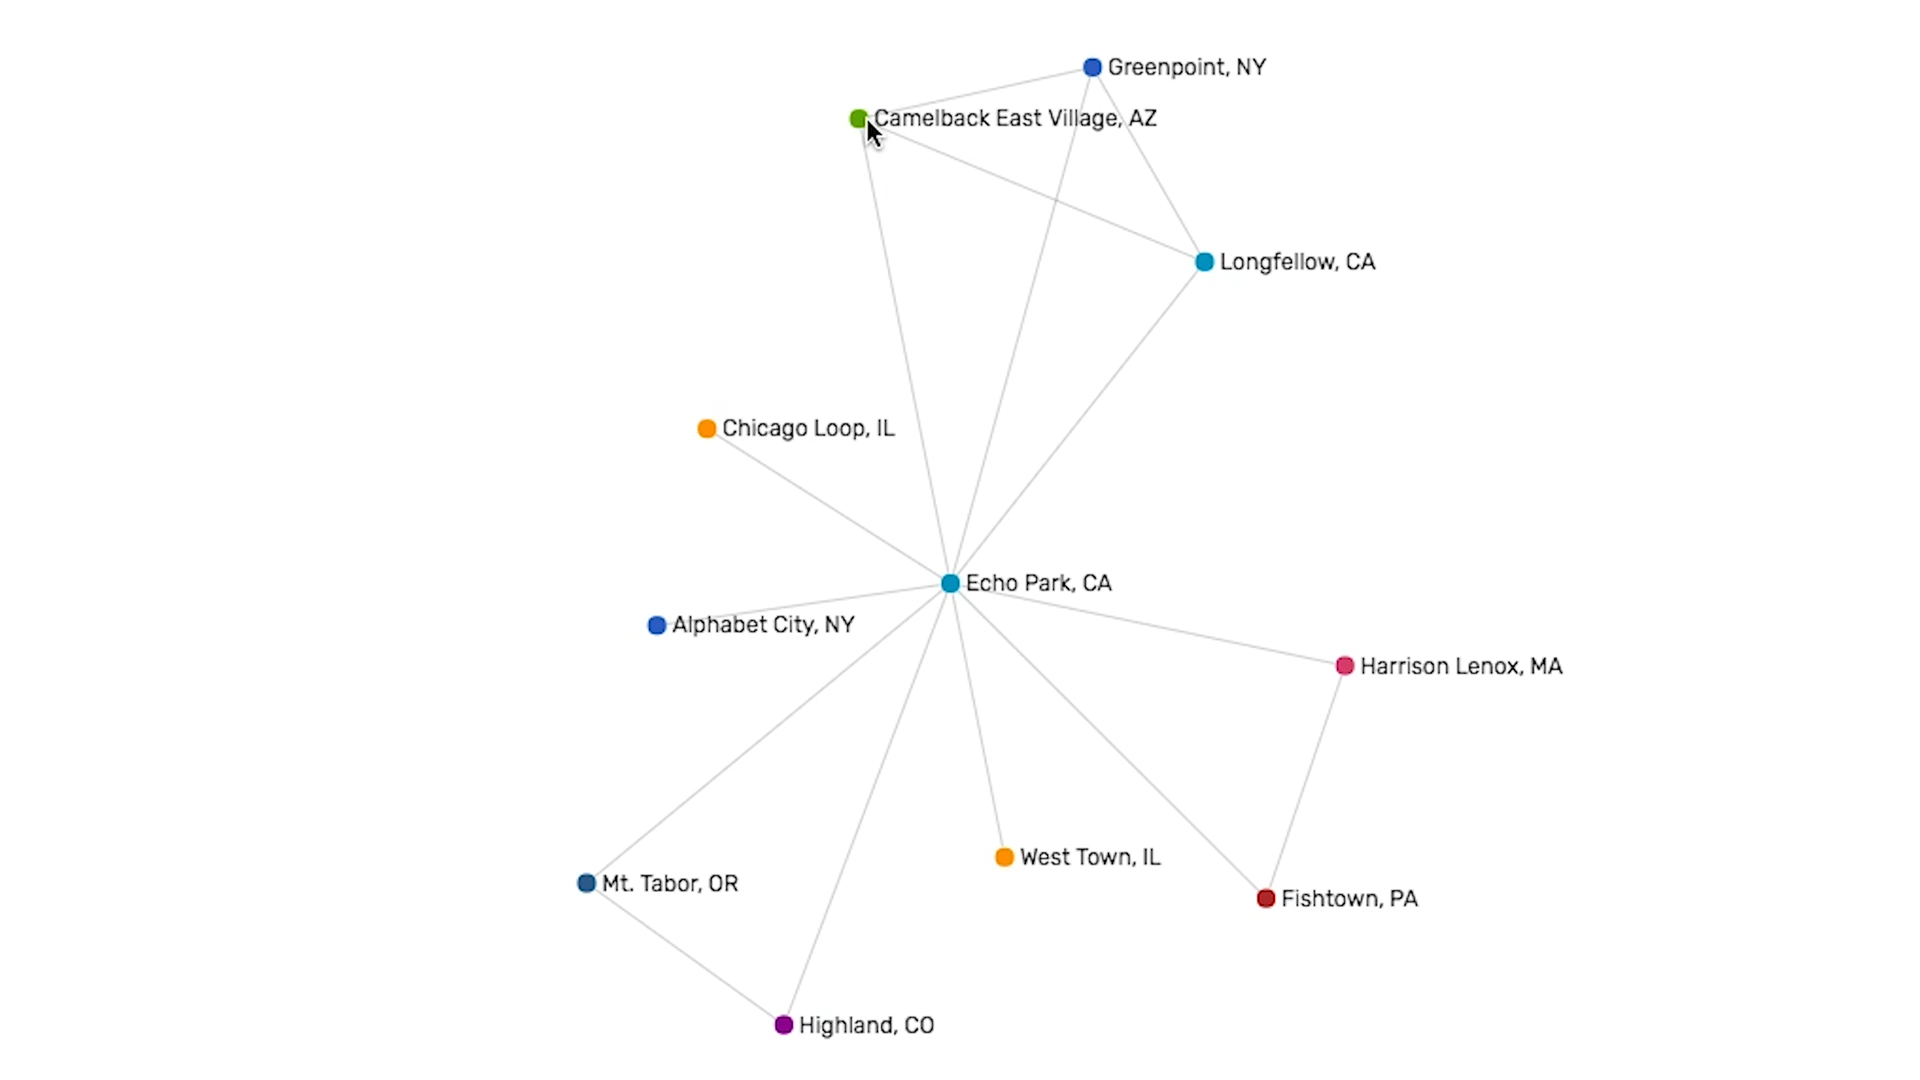 Greenpoint, NY
Camelback East Village, AZ
Longfellow, CA
Chicago Loop, IL
Echo Park, CA
Alphabet City, NY
Harrison Lenox, MA
West Town, IL
Mt. Tabor, OR
Fishtown, PA
Highland, CO